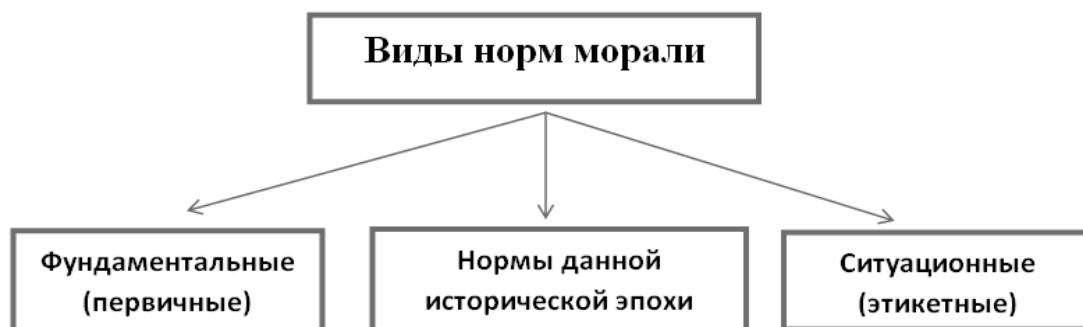 Виды норм морали
Фундаментальные
(первичные)
Нормы данной
исторической эпохи
Ситуационные
(этикетные)